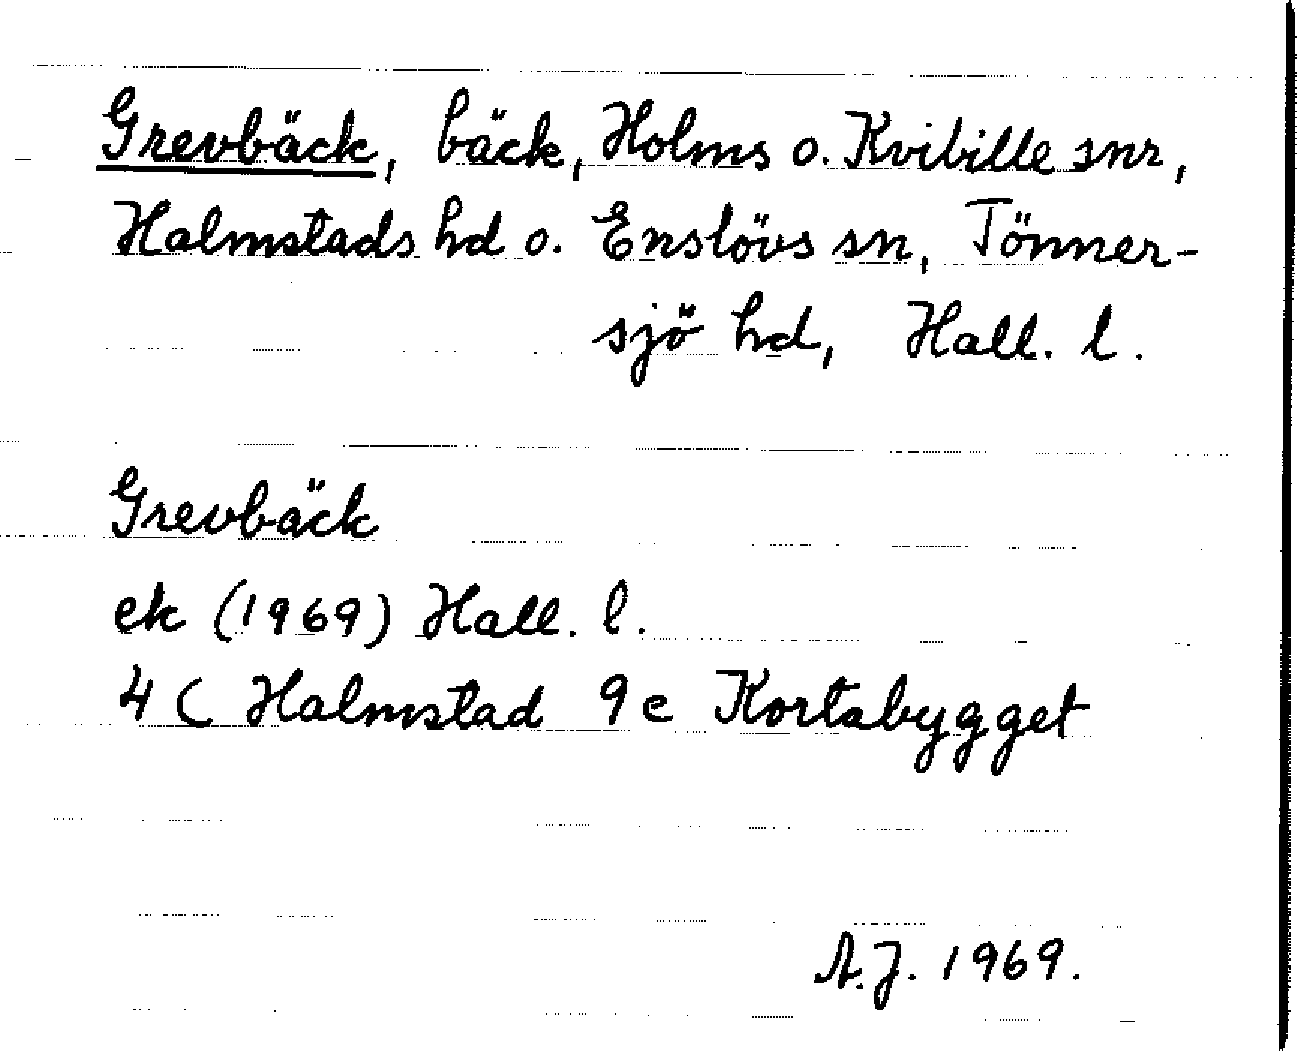 Grevbäck, bäck, Holms o. Kvibille snr,
Halmstads hd o. Enslövs sn, Tönner-
sjö hd, Hall. l.
Grevbäck
ek (1969) Hall. l.
4 C Halmstad 9 e Kortabygget
A.J. 1969.